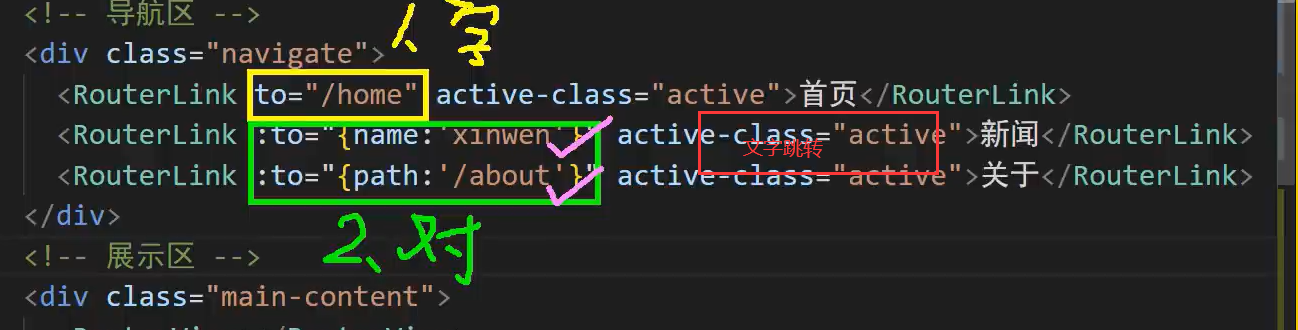 <!-- 导航区 -->
1、字
<div class="navigate">
<RouterLink to="/home" active-class="active">首页</RouterLink>
<RouterLink :to="{name:'xinwen'}" active-class="active">新闻</RouterLink>
文字跳转
<RouterLink :to="{path:'/about'}" active-class="active">关于</RouterLink>
</div>
2、对
<!-- 展示区 -->
<div class="main-content">